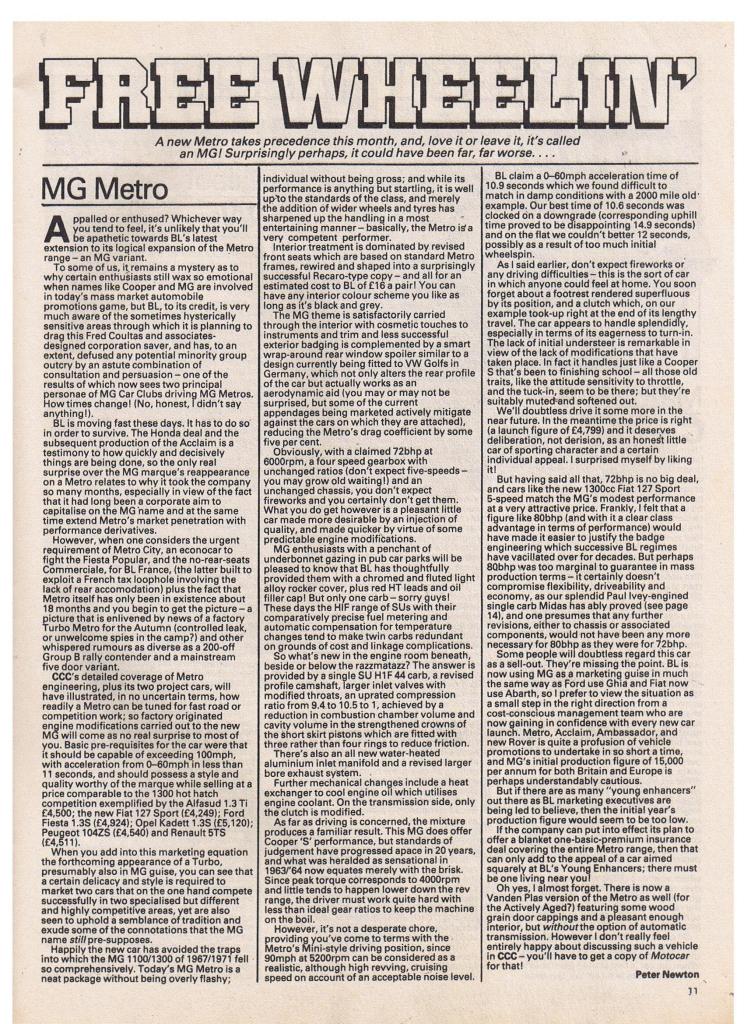 FREE WHEELIN'
A new Metro takes precedence this month, and, love it or leave it, it's called
an MG! Surprisingly perhaps, it could have been far, far worse. . . .
MG Metro
Appalled or enthused? Whichever way
you tend to feel, it's unlikely that you'll
be apathetic towards BL's latest
extension to its logical expansion of the Metro
range – an MG variant.
To some of us, it remains a mystery as to
why certain enthusiasts still wax so emotional
when names like Cooper and MG are involved
in today's mass market automobile
promotions game, but BL, to its credit, is very
much aware of the sometimes hysterically
sensitive areas through which it is planning to
drag this Fred Coultas and associates-
designed corporation saver, and has, to an
extent, defused any potential minority group
outcry by an astute combination of
consultation and persuasion – one of the
results of which now sees two principal
personae of MG Car Clubs driving MG Metros.
How times change! (No, honest, I didn't say
anything!).
BL is moving fast these days. It has to do so
in order to survive. The Honda deal and the
subsequent production of the Acclaim is a
testimony to how quickly and decisively
things are being done, so the only real
surprise over the MG marque's reappearance
on a Metro relates to why it took the company
so many months, especially in view of the fact
that it had long been a corporate aim to
capitalise on the MG name and at the same
time extend Metro's market penetration with
performance derivatives.
However, when one considers the urgent
requirement of Metro City, an econocar to
fight the Fiesta Popular, and the no-rear-seats
Commerciale, for BL France, (the latter built to
exploit a French tax loophole involving the
lack of rear accomodation) plus the fact that
Metro itself has only been in existence about
18 months and you begin to get the picture – a
picture that is enlivened by news of a factory
Turbo Metro for the Autumn (controlled leak,
or unwelcome spies in the camp?) and other
whispered rumours as diverse as a 200-off
Group B rally contender and a mainstream
five door variant.
CCC's detailed coverage of Metro
engineering, plus its two project cars, will
have illustrated, in no uncertain terms, how
readily a Metro can be tuned for fast road or
competition work; so factory originated
engine modifications carried out to the new
MG will come as no real surprise to most of
you. Basic pre-requisites for the car were that
it should be capable of exceeding 100mph,
with acceleration from 0–60mph in less than
11 seconds, and should possess a style and
quality worthy of the marque while selling at a
price comparable to the 1300 hot hatch
competition exemplified by the Alfasud 1.3 Ti
£4,500; the new Fiat 127 Sport (£4,249); Ford
Fiesta 1.3S (£4,924); Opel Kadett 1.3S (£5,120);
Peugeot 104ZS (£4,540) and Renault 5TS
(£4,511).
When you add into this marketing equation
the forthcoming appearance of a Turbo,
presumably also in MG guise, you can see that
a certain delicacy and style is required to
market two cars that on the one hand compete
successfully in two specialised but different
and highly competitive areas, yet are also
seen to uphold a semblance of tradition and
exude some of the connotations that the MG
name still pre-supposes.
Happily the new car has avoided the traps
into which the MG 1100/1300 of 1967/1971 fell
so comprehensively. Today's MG Metro is a
neat package without being overly flashy;
individual without being gross; and while its
performance is anything but startling, it is well
up to the standards of the class, and merely
the addition of wider wheels and tyres has
sharpened up the handling in a most
entertaining manner – basically, the Metro is a
very competent performer.
Interior treatment is dominated by revised
front seats which are based on standard Metro
frames, rewired and shaped into a surprisingly
successful Recaro-type copy – and all for an
estimated cost to BL of £16 a pair! You can
have any interior colour scheme you like as
long as it's black and grey.
The MG theme is satisfactorily carried
through the interior with cosmetic touches to
instruments and trim and less successful
exterior badging is complemented by a smart
wrap-around rear window spoiler similar to a
design currently being fitted to VW Golfs in
Germany, which not only alters the rear profile
of the car but actually works as an
aerodynamic aid (you may or may not be
surprised, but some of the current
appendages being marketed actively mitigate
against the cars on which they are attached),
reducing the Metro's drag coefficient by some
five per cent.
Obviously, with a claimed 72bhp at
6000rpm, a four speed gearbox with
unchanged ratios (don't expect five-speeds –
you may grow old waiting!) and an
unchanged chassis, you don't expect
fireworks and you certainly don't get them.
What you do get however is a pleasant little
car made more desirable by an injection of
quality, and made quicker by virtue of some
predictable engine modifications.
MG enthusiasts with a penchant of
underbonnet gazing in pub car parks will be
pleased to know that BL has thoughtfully
provided them with a chromed and fluted light
alloy rocker cover, plus red HT leads and oil
filler cap! But only one carb – sorry guys!
These days the HIF range of SUs with their
comparatively precise fuel metering and
automatic compensation for temperature
changes tend to make twin carbs redundant
on grounds of cost and linkage complications.
So what's new in the engine room beneath,
beside or below the razzmatazz? The answer is
provided by a single SU H1F 44 carb, a revised
profile camshaft, larger inlet valves with
modified throats, an uprated compression
ratio from 9.4 to 10.5 to 1, achieved by a
reduction in combustion chamber volume and
cavity volume in the strengthened crowns of
the short skirt pistons which are fitted with
three rather than four rings to reduce friction.
There's also an all new water-heated
aluminium inlet manifold and a revised larger
bore exhaust system.
Further mechanical changes include a heat
exchanger to cool engine oil which utilises
engine coolant. On the transmission side, only
the clutch is modified.
As far as driving is concerned, the mixture
produces a familiar result. This MG does offer
Cooper 'S' performance, but standards of
judgement have progressed apace in 20 years,
and what was heralded as sensational in
1963/'64 now equates merely with the brisk.
Since peak torque corresponds to 4000rpm
and little tends to happen lower down the rev
range, the driver must work quite hard with
less than ideal gear ratios to keep the machine
on the boil.
However, it's not a desperate chore,
providing you've come to terms with the
Metro's Mini-style driving position, since
90mph at 5200rpm can be considered as a
realistic, although high revving, cruising
speed on account of an acceptable noise level.
BL claim a 0–60mph acceleration time of
10.9 seconds which we found difficult to
match in damp conditions with a 2000 mile old
example. Our best time of 10.6 seconds was
clocked on a downgrade (corresponding uphill
time proved to be disappointing 14.9 seconds)
and on the flat we couldn't better 12 seconds,
possibly as a result of too much initial
wheelspin.
As I said earlier, don't expect fireworks or
any driving difficulties – this is the sort of car
in which anyone could feel at home. You soon
forget about a footrest rendered superfluous
by its position, and a clutch which, on our
example took-up right at the end of its lengthy
travel. The car appears to handle splendidly,
especially in terms of its eagerness to turn-in.
The lack of initial understeer is remarkable in
view of the lack of modifications that have
taken place. In fact it handles just like a Cooper
S that's been to finishing school – all those old
traits, like the attitude sensitivity to throttle,
and the tuck-in, seem to be there; but they're
suitably muted and softened out.
We'll doubtless drive it some more in the
near future. In the meantime the price is right
(a launch figure of £4,799) and it deserves
deliberation, not derision, as an honest little
car of sporting character and a certain
individual appeal. I surprised myself by liking
it!
But having said all that, 72bhp is no big deal,
and cars like the new 1300cc Fiat 127 Sport
5-speed match the MG's modest performance
at a very attractive price. Frankly, I felt that a
figure like 80bhp (and with it a clear class
advantage in terms of performance) would
have made it easier to justify the badge
engineering which successive BL regimes
have vacillated over for decades. But perhaps
80bhp was too marginal to guarantee in mass
production terms – it certainly doesn't
compromise flexibility, driveability and
economy, as our splendid Paul Ivey-engined
single carb Midas has ably proved (see page
14), and one presumes that any further
revisions, either to chassis or associated
components, would not have been any more
necessary for 80bhp as they were for 72bhp.
Some people will doubtless regard this car
as a sell-out. They're missing the point. BL is
now using MG as a marketing guise in much
the same way as Ford use Ghia and Fiat now
use Abarth, so I prefer to view the situation as
a small step in the right direction from a
cost-conscious management team who are
now gaining in confidence with every new car
launch. Metro, Acclaim, Ambassador, and
new Rover is quite a profusion of vehicle
promotions to undertake in so short a time,
and MG's initial production figure of 15,000
per annum for both Britain and Europe is
perhaps understandably cautious.
But if there are as many "young enhancers"
out there as BL marketing executives are
being led to believe, then the initial year's
production figure would seem to be too low.
If the company can put into effect its plan to
offer a blanket one-basic-premium insurance
deal covering the entire Metro range, then that
can only add to the appeal of a car aimed
squarely at BL's Young Enhancers; there must
be one living near you!
Oh yes, I almost forget. There is now a
Vanden Plas version of the Metro as well (for
the Actively Aged?) featuring some wood
grain door cappings and a pleasant enough
interior, but without the option of automatic
transmission. However I don't really feel
entirely happy about discussing such a vehicle
in CCC – you'll have to get a copy of Motocar
for that!
Peter Newton
11